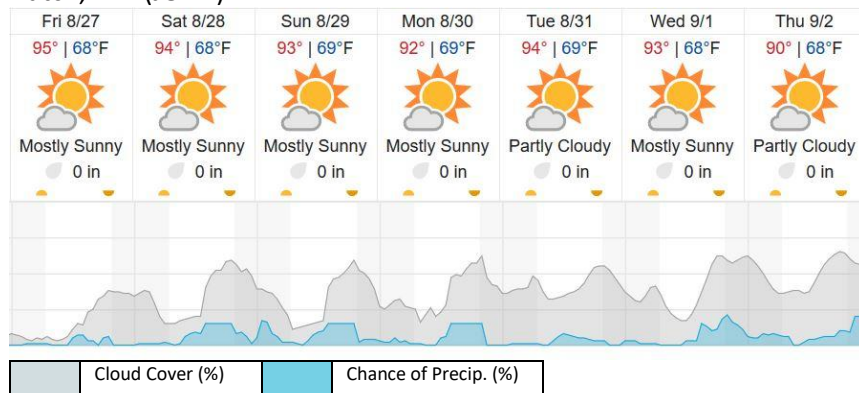 Fri 8/27 Sat 8/28 Sun 8/29 Mon 8/30 Tue 8/31 Wed 9/1 Thu 9/2
95° | 68°F 94° | 68°F 93° | 69°F 92° | 69°F 94° | 69°F 93° | 68°F 90° | 68°F
Mostly Sunny Mostly Sunny Mostly Sunny Mostly Sunny Partly Cloudy Mostly Sunny Partly Cloudy
0 in 0 in 0 in 0 in 0 in 0 in 0 in
Cloud Cover (%) Chance of Precip. (%)